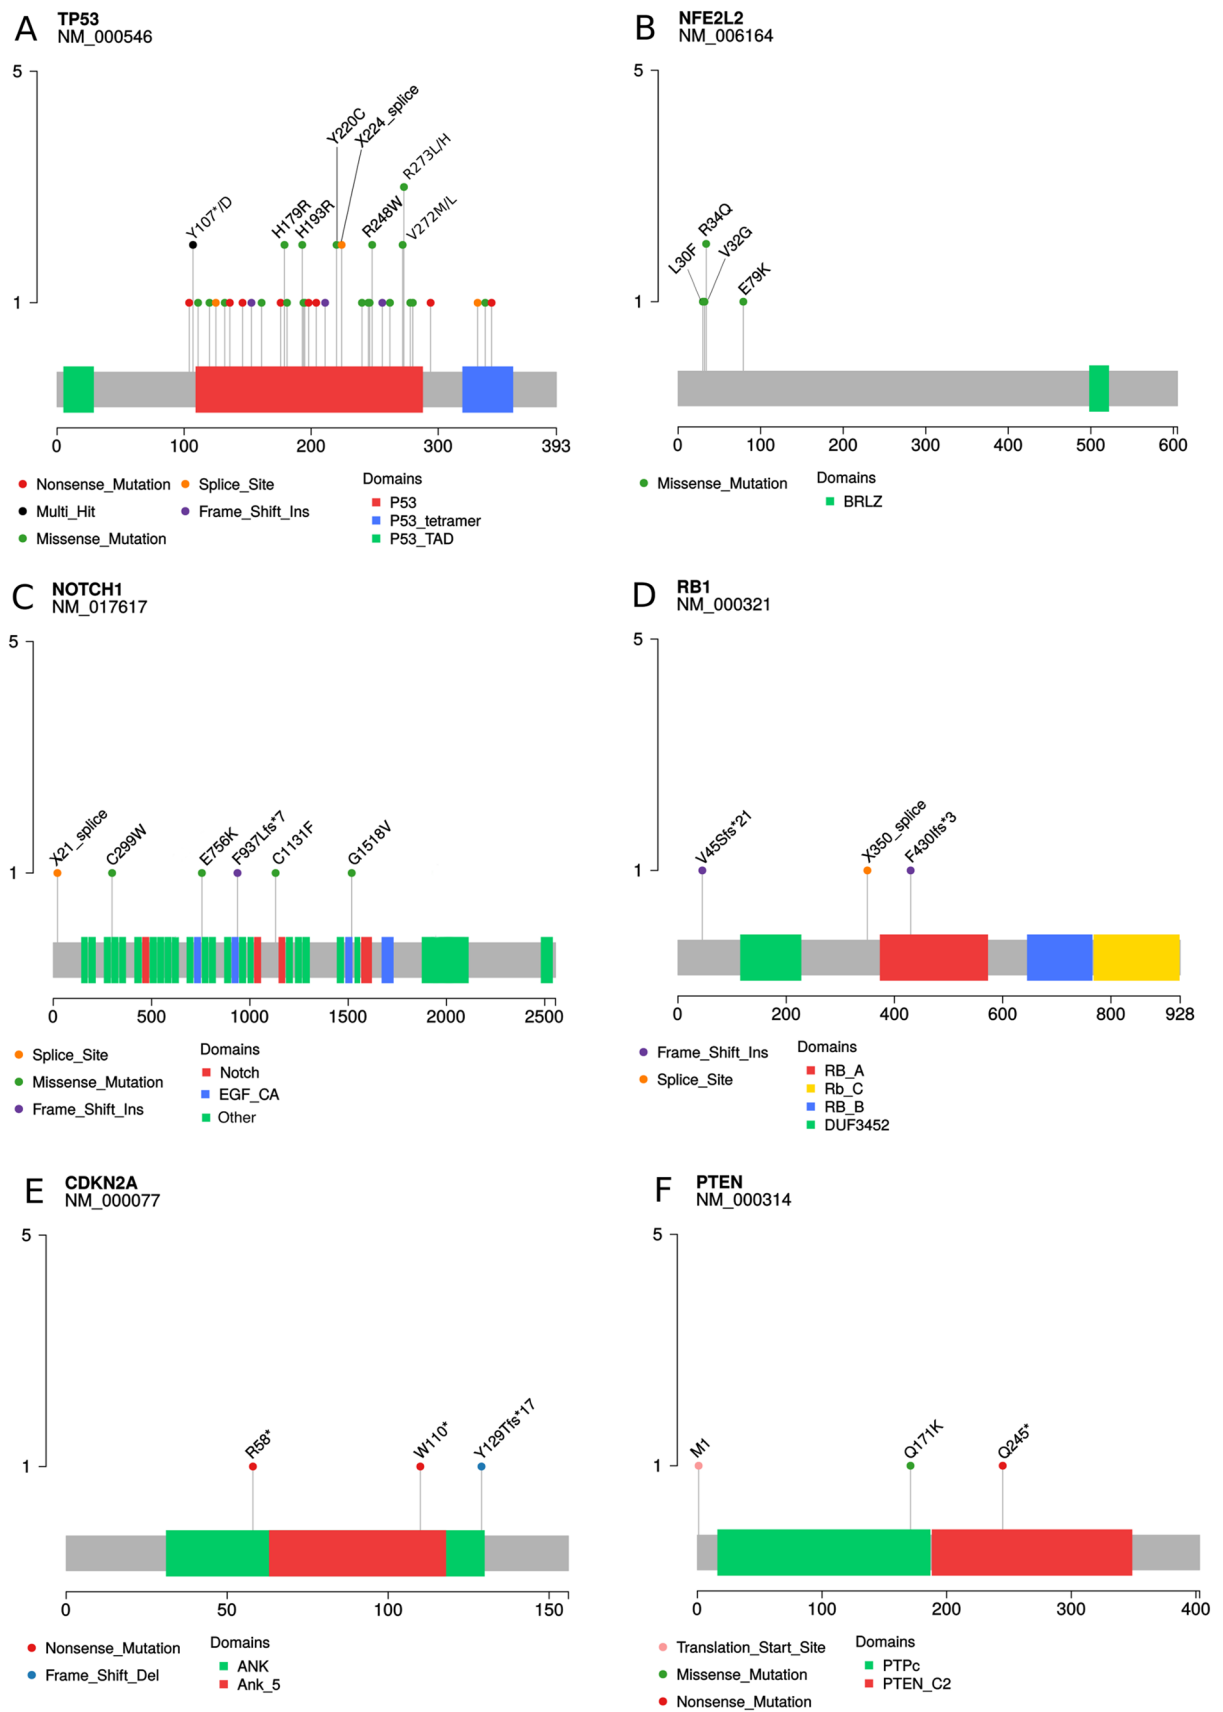 A
TP53
NM_000546
5
1
Y107*/D
H179R
H193R
Y220C
X224_splice
R248W
R273L/H
V272M/L
0 100 200 300 393
Nonsense_Mutation
Multi_Hit
Missense_Mutation
Splice_Site
Frame_Shift_Ins
Domains
P53
P53_tetramer
P53_TAD
B
NFE2L2
NM_006164
5
1
L30F
R34Q
V32G
E79K
0 100 200 300 400 500 600
Missense_Mutation
Domains
BRLZ
C
NOTCH1
NM_017617
5
1
X21_splice
C299W
E756K
F937Lfs*7
C1131F
G1518V
0 500 1000 1500 2000 2500
Splice_Site
Missense_Mutation
Frame_Shift_Ins
Domains
Notch
EGF_CA
Other
D
RB1
NM_000321
5
1
V45Sfs*21
X350_splice
F430Ifs*3
0 200 400 600 800 928
Frame_Shift_Ins
Splice_Site
Domains
RB_A
Rb_C
RB_B
DUF3452
E
CDKN2A
NM_000077
5
1
R58*
W110*
Y129Tfs*17
0 50 100 150
Nonsense_Mutation
Frame_Shift_Del
Domains
ANK
Ank_5
F
PTEN
NM_000314
5
1
M1
Q171K
Q245*
0 100 200 300 400
Translation_Start_Site
Missense_Mutation
Nonsense_Mutation
Domains
PTPc
PTEN_C2